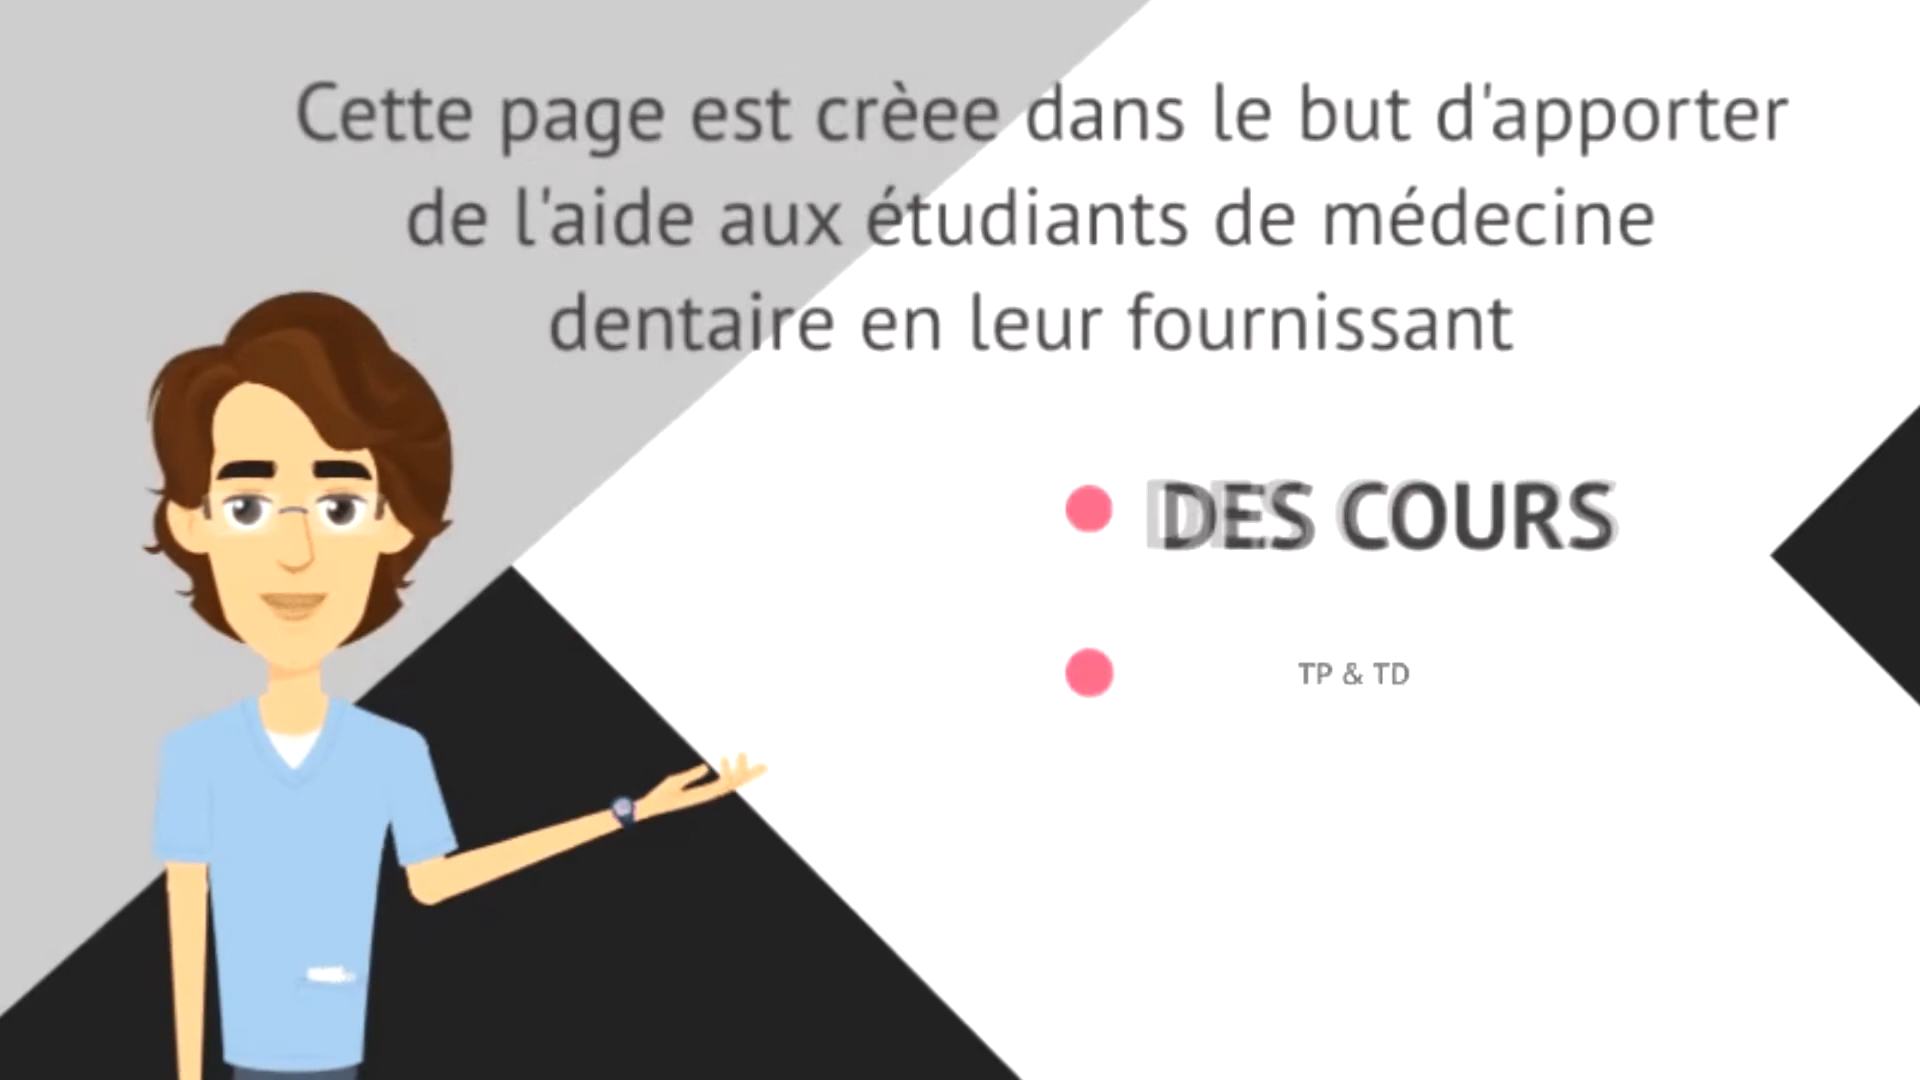 Cette page est crèee dans le but d'apporter
de l'aide aux étudiants de médecine
dentaire en leur fournissant
DES COURS
TP & TD